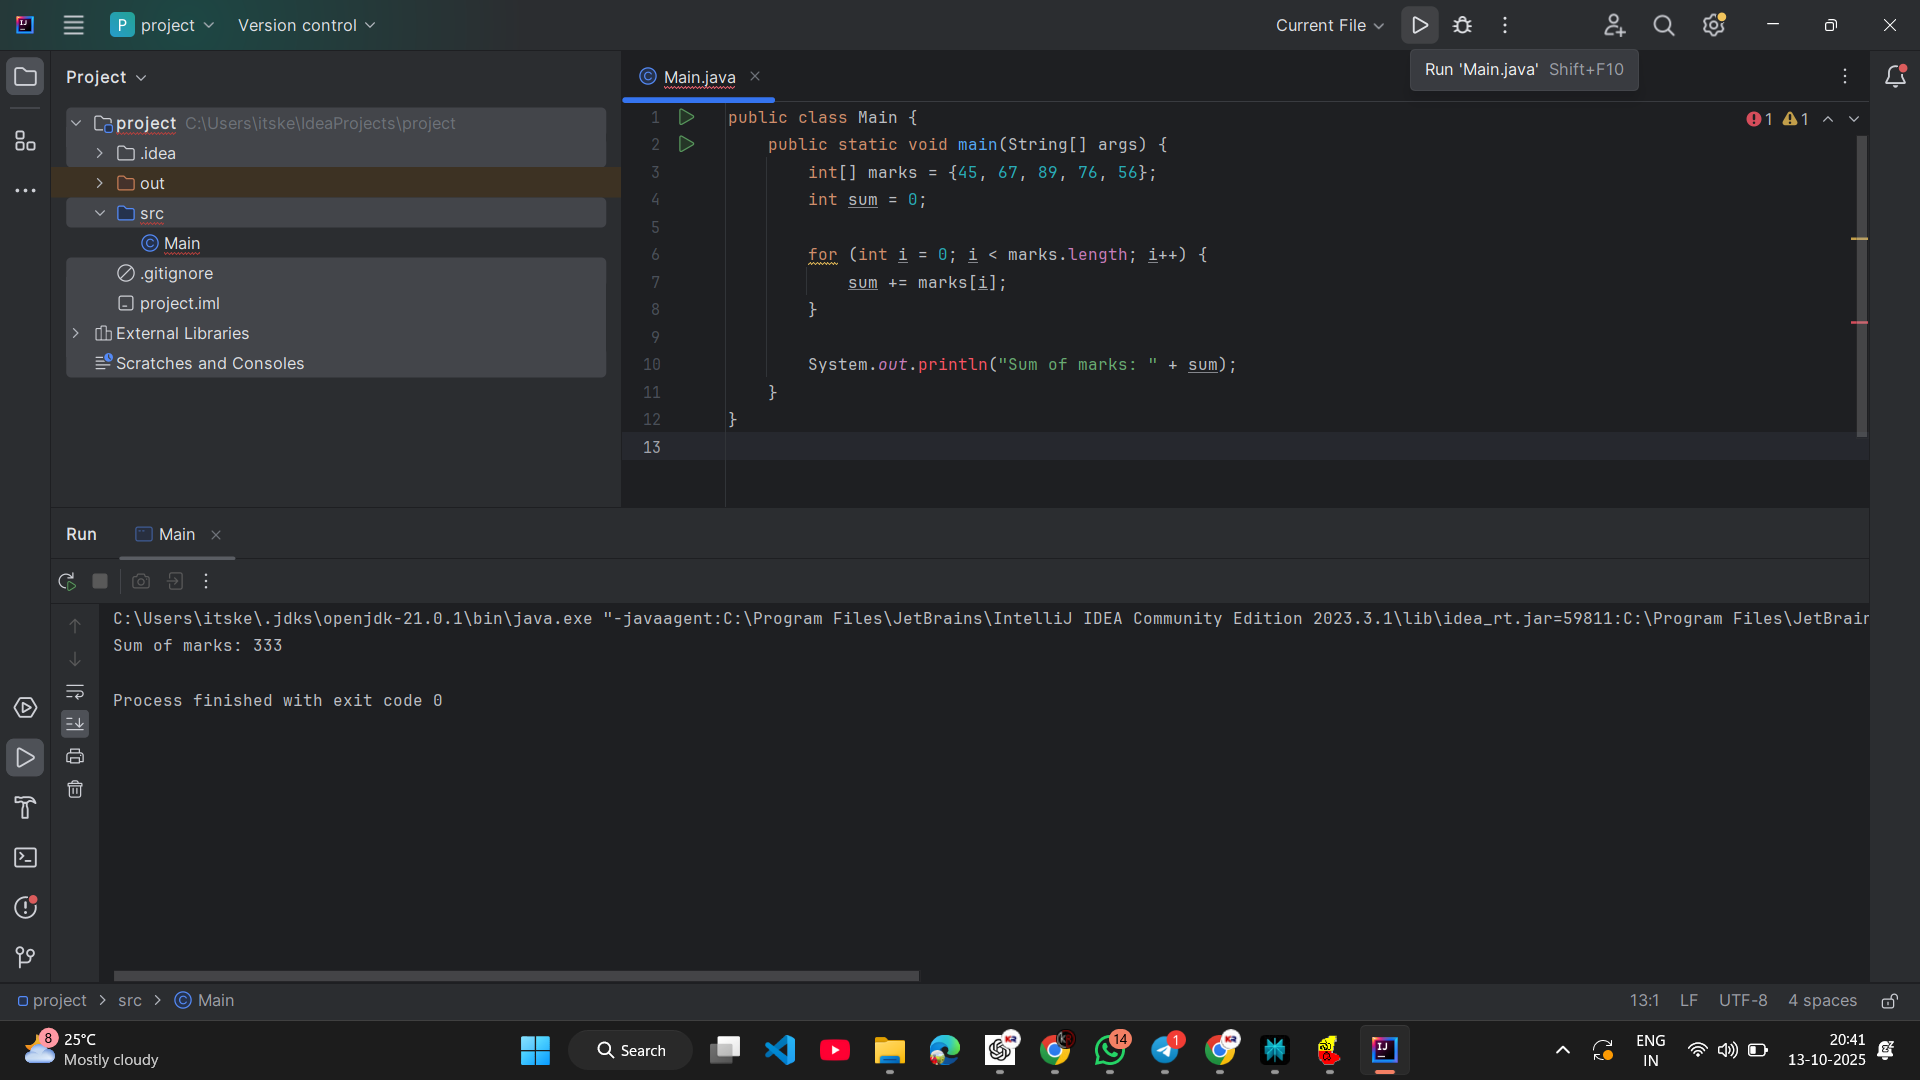 P project Version control
Current File
Run 'Main.java' Shift+F10
Project
Main.java
project C:\Users\itske\IdeaProjects\project
.idea
out
src
Main
.gitignore
project.iml
External Libraries
Scratches and Consoles
1 public class Main {
2 public static void main(String[] args) {
3 int[] marks = {45, 67, 89, 76, 56};
4 int sum = 0;
5
6 for (int i = 0; i < marks.length; i++) {
7 sum += marks[i];
8 }
9
10 System.out.println("Sum of marks: " + sum);
11 }
12 }
13
1 1
Run Main
C:\Users\itske\.jdks\openjdk-21.0.1\bin\java.exe "-javaagent:C:\Program Files\JetBrains\IntelliJ IDEA Community Edition 2023.3.1\lib\idea_rt.jar=59811:C:\Program Files\JetBrain
Sum of marks: 333
Process finished with exit code 0
project > src > Main
13:1 LF UTF-8 4 spaces
8 25°C
Mostly cloudy
Search
14
1
ENG
IN
20:41
13-10-2025